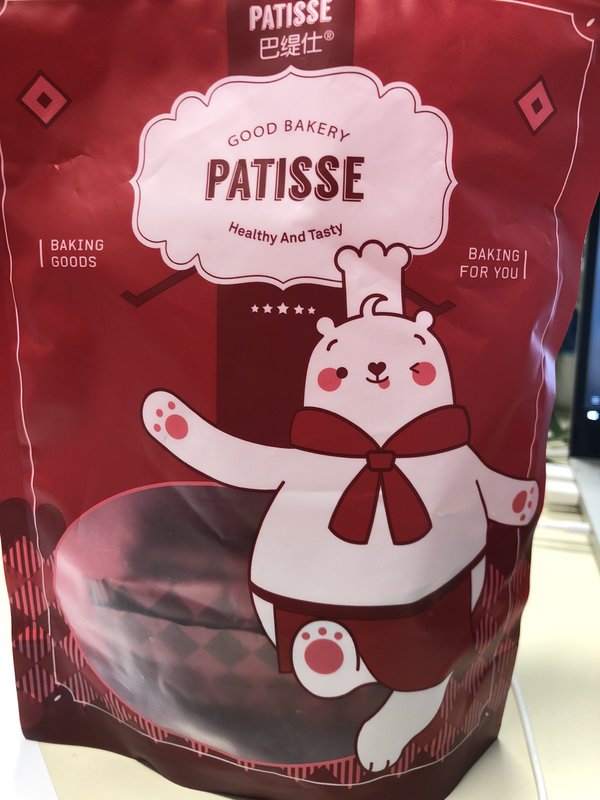 PATISSE
巴缇仕®
GOOD BAKERY
PATISSE
Healthy And Tasty
BAKING
GOODS
BAKING
FOR YOU